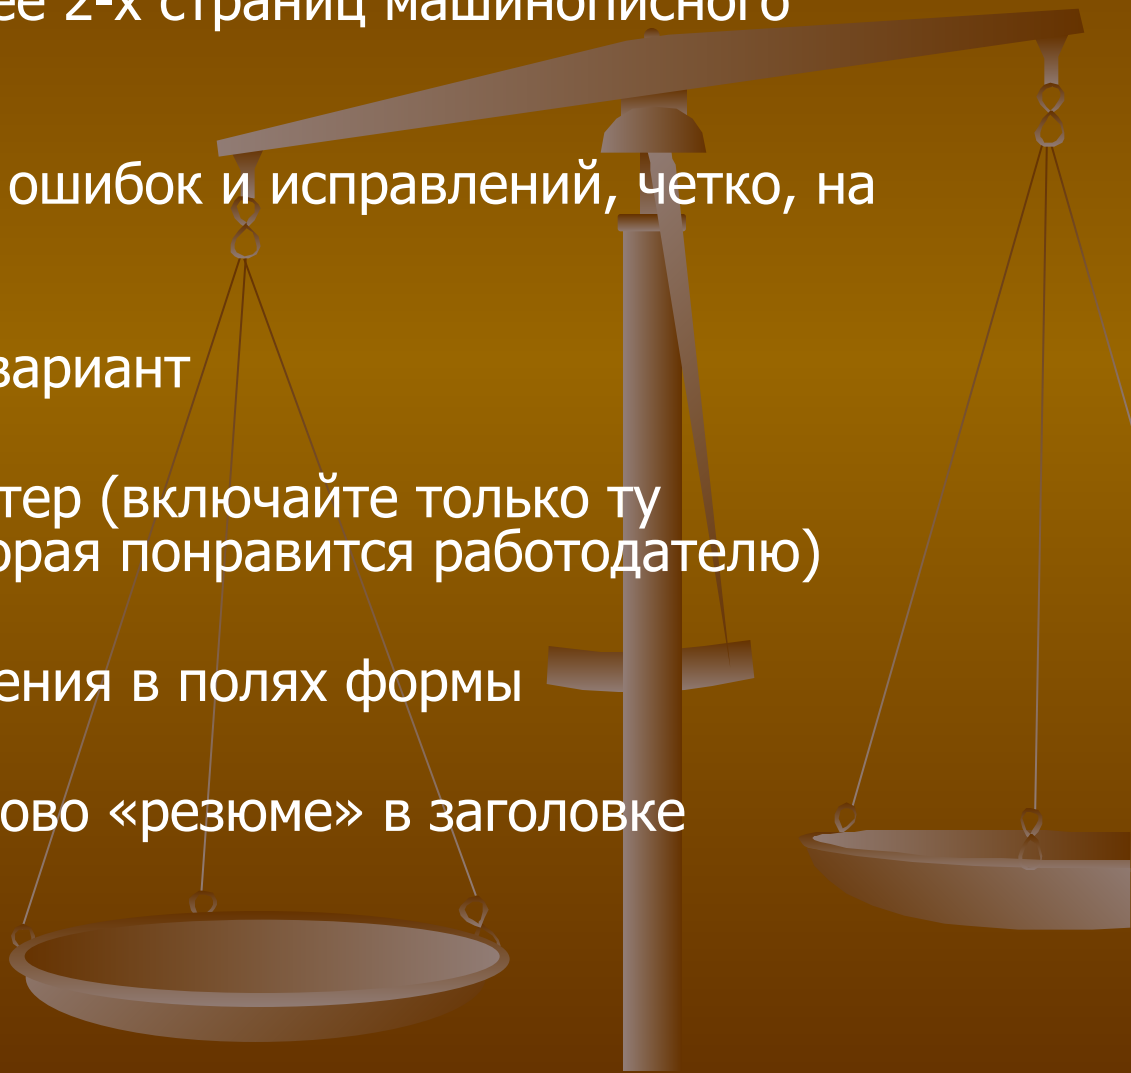 ее 2-х страниц машинописного
ошибок и исправлений, четко, на
вариант
тер (включайте только ту
орая понравится работодателю)
ения в полях формы
ово «резюме» в заголовке